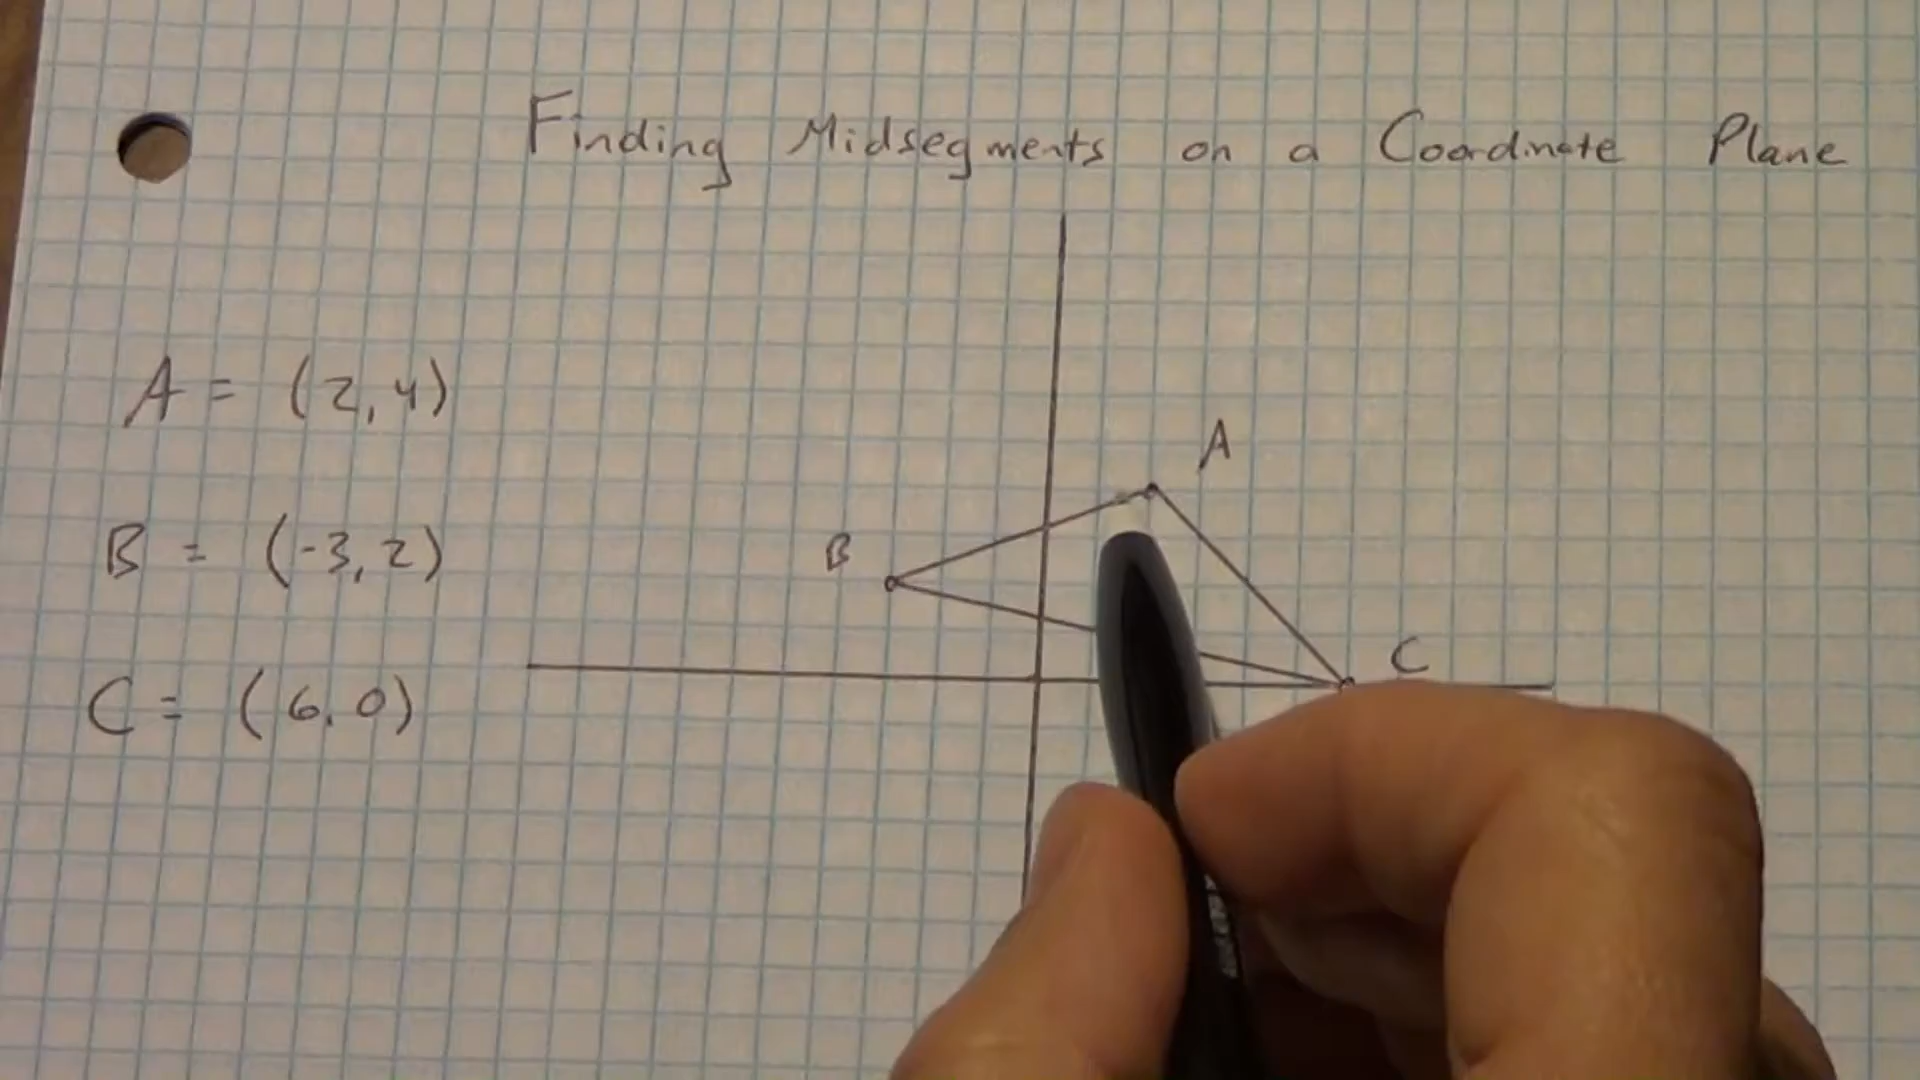 Finding Midsegments on a Coordinate Plane
A = (2,4)
A
B = (-3,2)
B
C = (6,0)
C